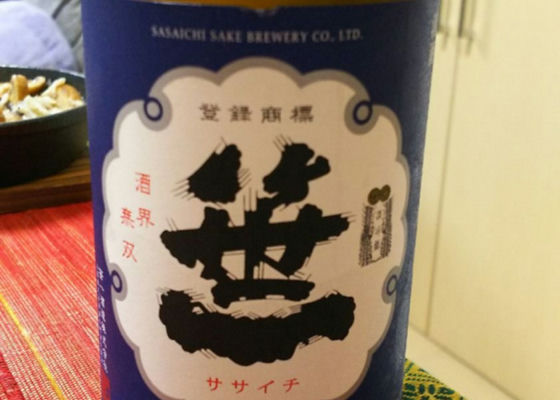 SASAICHI SAKE BREWERY CO., LTD.
登録商標
酒界
無双
笹一
ササイチ